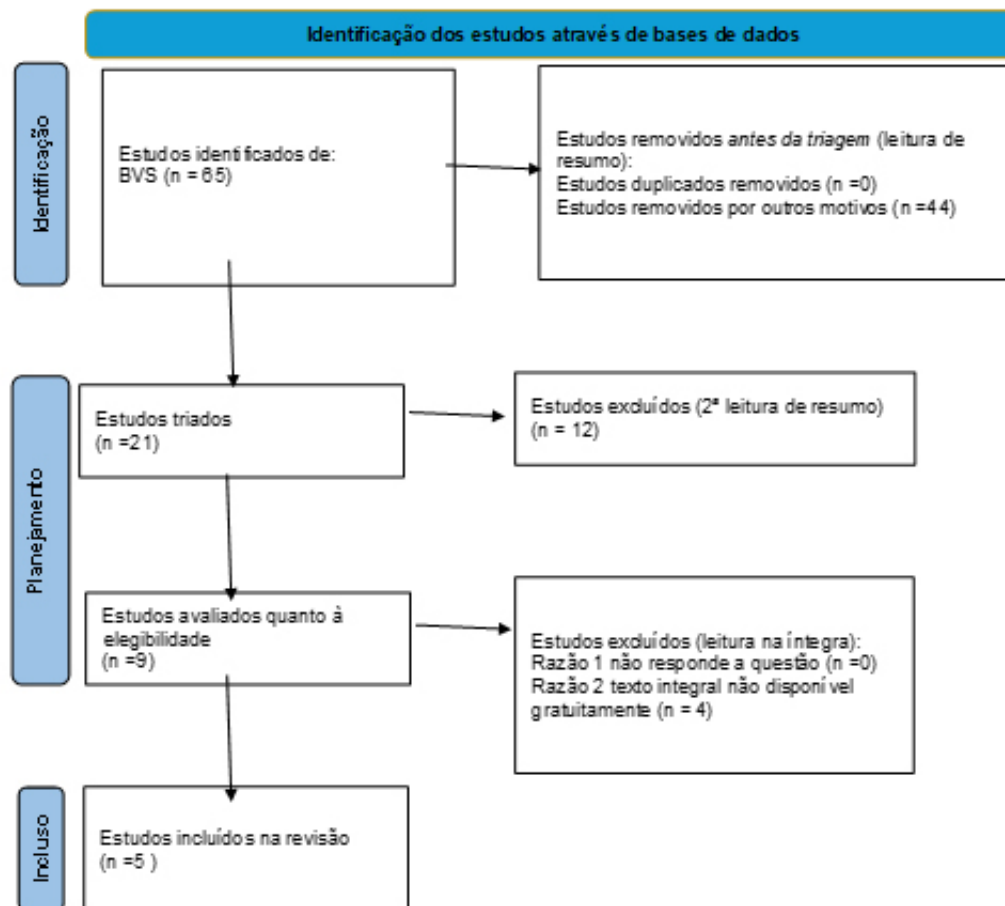 Identificação dos estudos através de bases de dados
Identificação
Estudos identificados de:
BVS (n = 65)
Estudos removidos antes da triagem (leitura de
resumo):
Estudos duplicados removidos (n =0)
Estudos removidos por outros motivos (n =44)
Planejamento
Estudos triados
(n =21)
Estudos excluídos (2ª leitura de resumo)
(n = 12)
Estudos avaliados quanto à
elegibilidade
(n =9)
Estudos excluídos (leitura na íntegra):
Razão 1 não responde a questão (n =0)
Razão 2 texto integral não disponível
gratuitamente (n = 4)
Incluso
Estudos incluídos na revisão
(n =5 )